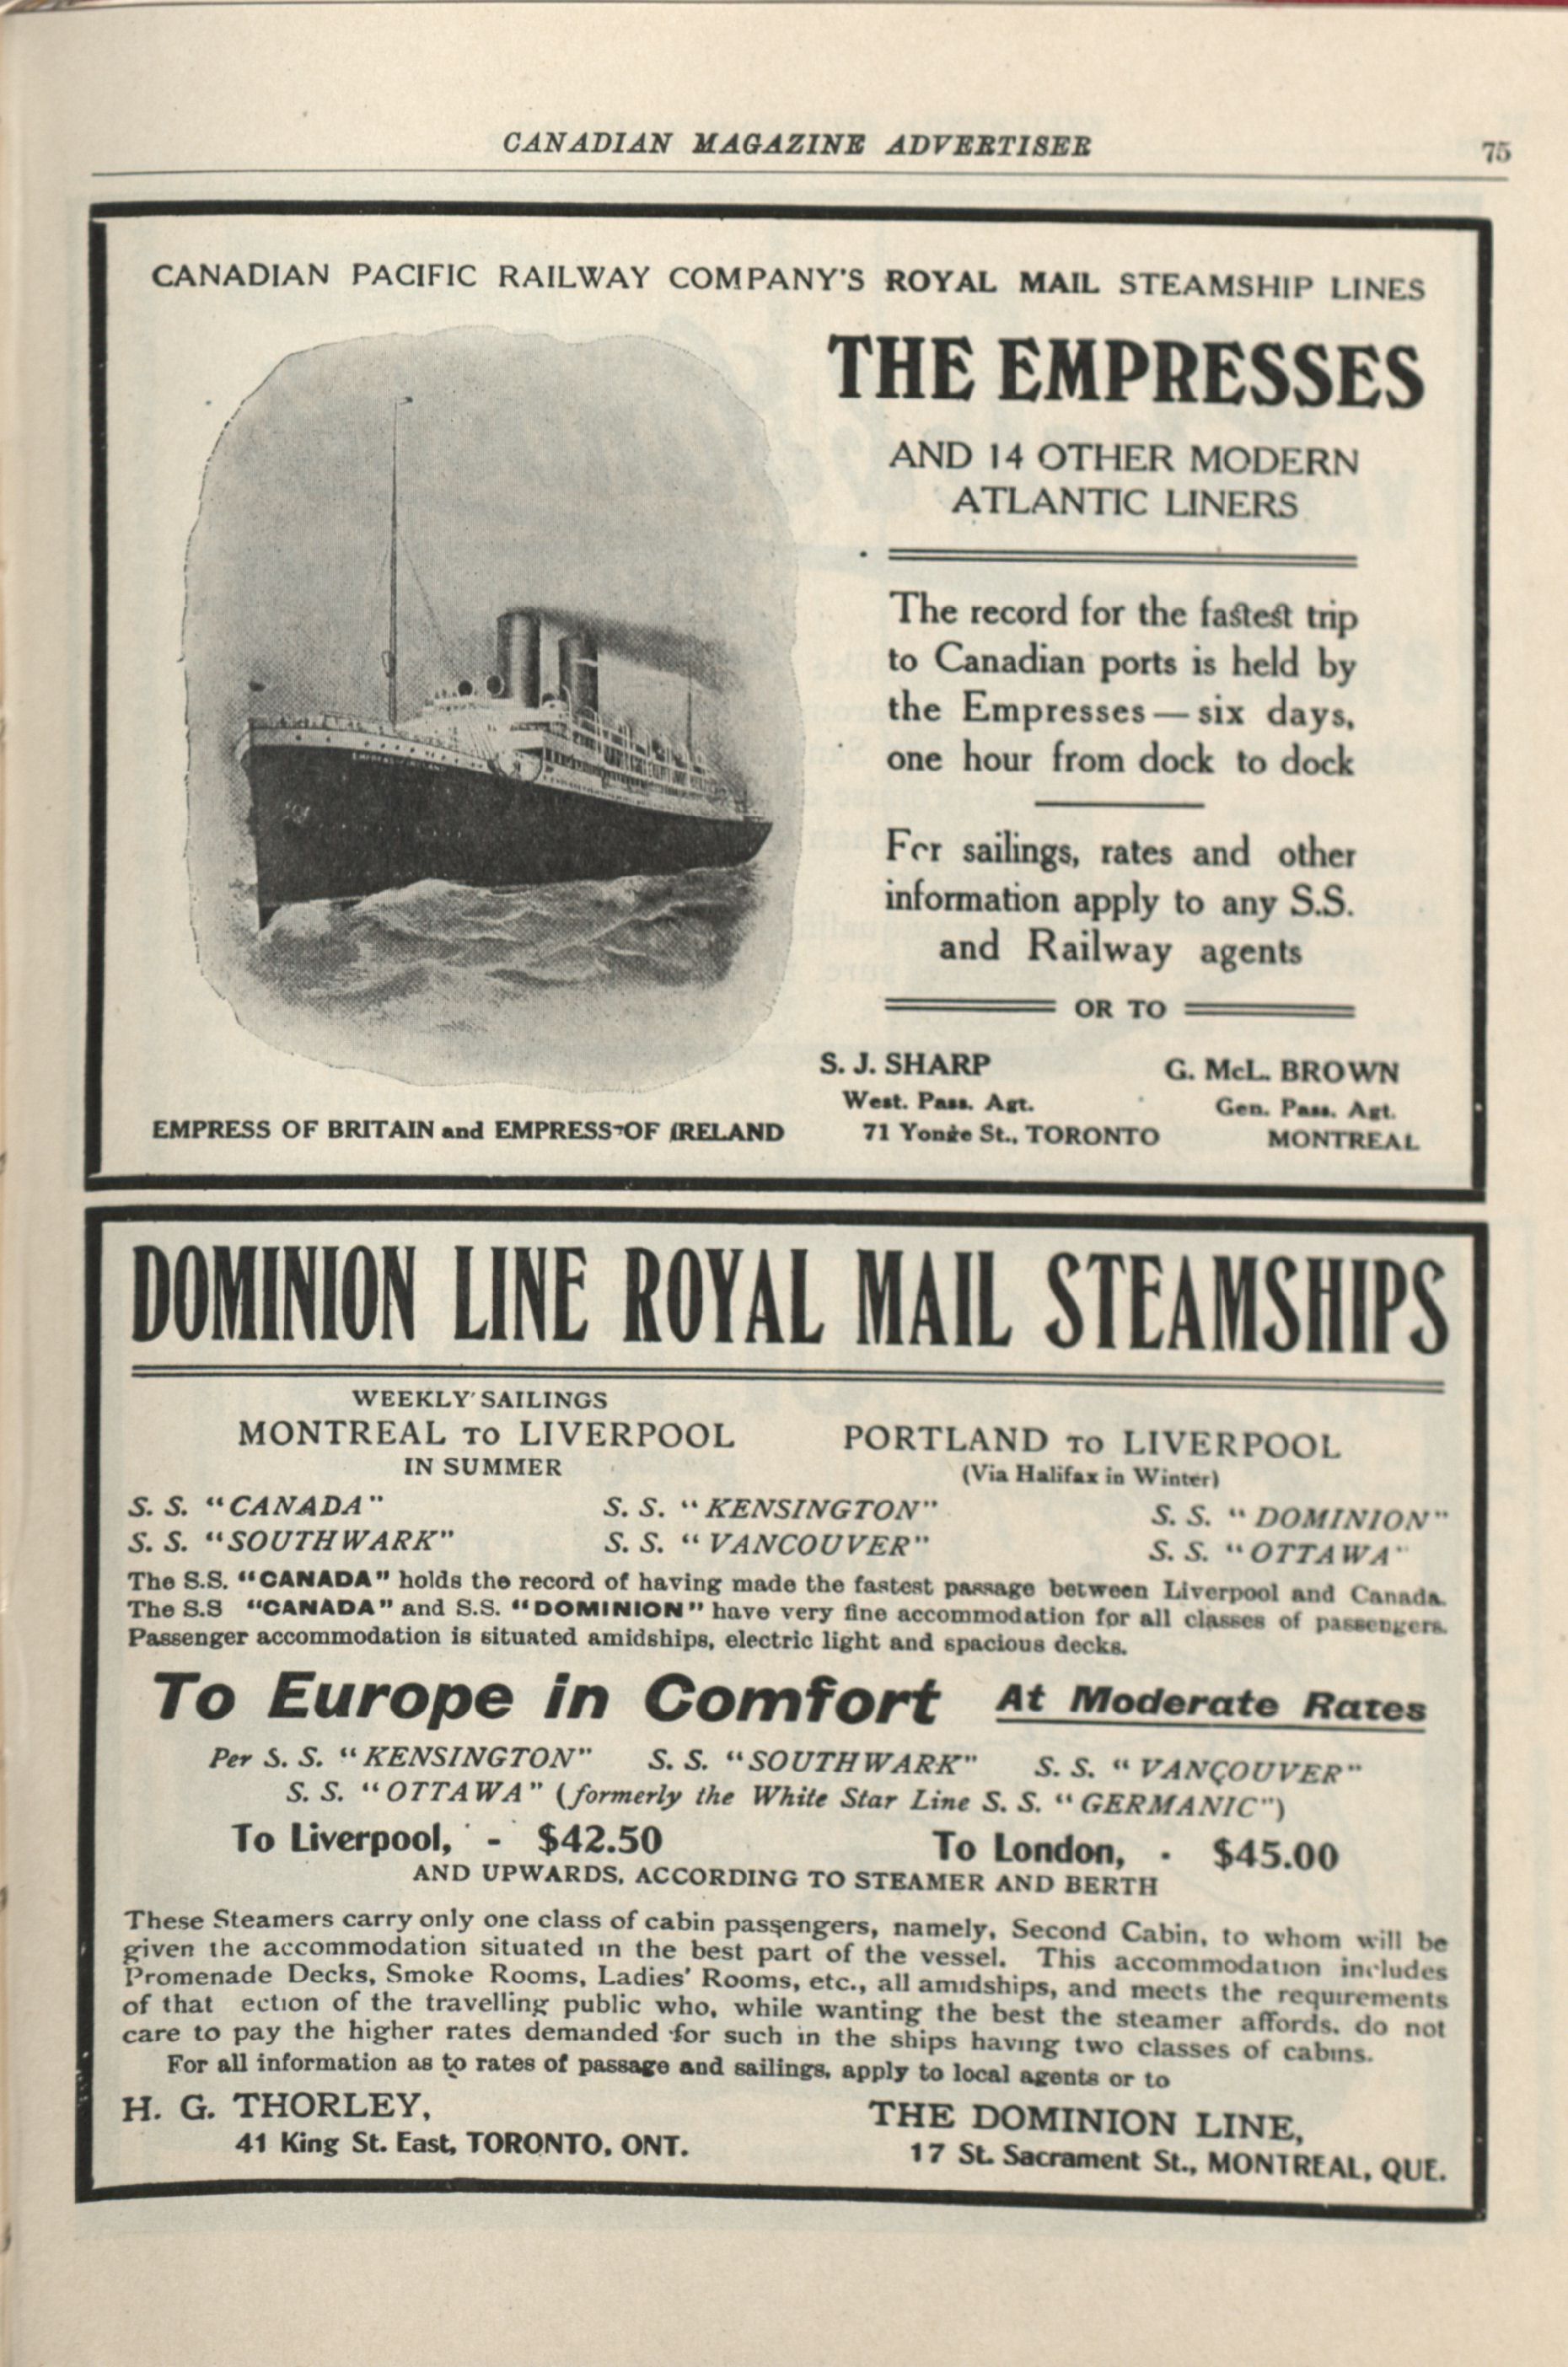 CANADIAN MAGAZINE ADVERTISER 75
CANADIAN PACIFIC RAILWAY COMPANY'S ROYAL MAIL STEAMSHIP LINES
THE EMPRESSES
AND 14 OTHER MODERN
ATLANTIC LINERS
The record for the fastest trip
to Canadian ports is held by
the Empresses — six days,
one hour from dock to dock
For sailings, rates and other
information apply to any S.S.
and Railway agents
OR TO
S. J. SHARP
West. Pass. Agt.
71 Yonge St., TORONTO
G. McL. BROWN
Gen. Pass. Agt.
MONTREAL
EMPRESS OF BRITAIN and EMPRESS OF IRELAND
DOMINION LINE ROYAL MAIL STEAMSHIPS
WEEKLY SAILINGS
MONTREAL TO LIVERPOOL
IN SUMMER
PORTLAND TO LIVERPOOL
(Via Halifax in Winter)
S. S. "CANADA" S. S. "KENSINGTON" S. S. "DOMINION"
S. S. "SOUTHWARK" S. S. "VANCOUVER" S. S. "OTTAWA"
The S.S. "CANADA" holds the record of having made the fastest passage between Liverpool and Canada.
The S.S "CANADA" and S.S. "DOMINION" have very fine accommodation for all classes of passengers.
Passenger accommodation is situated amidships, electric light and spacious decks.
To Europe in Comfort At Moderate Rates
Per S. S. "KENSINGTON" S. S. "SOUTHWARK" S. S. "VANCOUVER"
S. S. "OTTAWA" (formerly the White Star Line S. S. "GERMANIC")
To Liverpool, - $42.50 To London, - $45.00
AND UPWARDS, ACCORDING TO STEAMER AND BERTH
These Steamers carry only one class of cabin passengers, namely, Second Cabin, to whom will be
given the accommodation situated in the best part of the vessel. This accommodation includes
Promenade Decks, Smoke Rooms, Ladies' Rooms, etc., all amidships, and meets the requirements
of that ection of the travelling public who, while wanting the best the steamer affords, do not
care to pay the higher rates demanded for such in the ships having two classes of cabins.
For all information as to rates of passage and sailings, apply to local agents or to
H. G. THORLEY,
41 King St. East, TORONTO, ONT.
THE DOMINION LINE,
17 St. Sacrament St., MONTREAL, QUE.